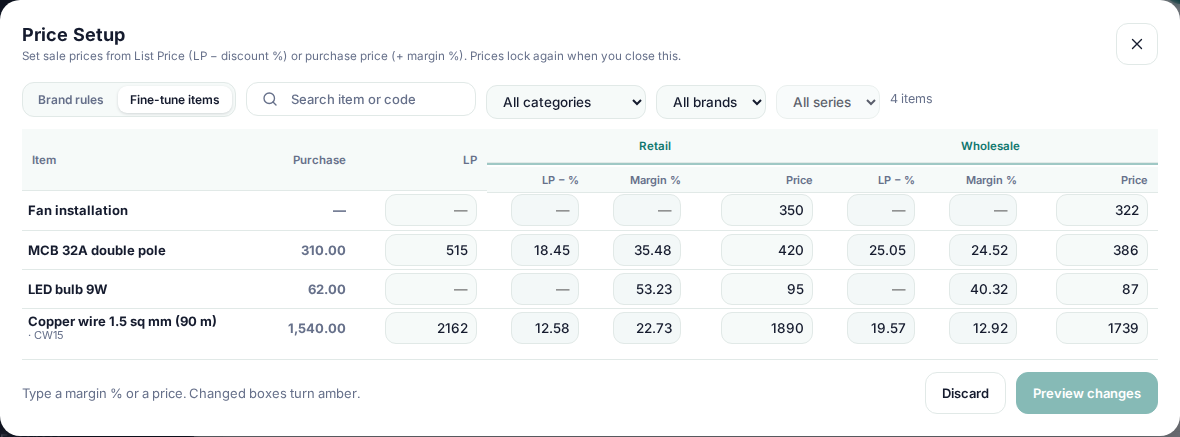 Price Setup
Set sale prices from List Price (LP − discount %) or purchase price (+ margin %). Prices lock again when you close this.
Brand rules Fine-tune items Search item or code All categories All brands All series 4 items
Item Purchase LP Retail Wholesale
LP − % Margin % Price LP − % Margin % Price
Fan installation — — — — 350 — — 322
MCB 32A double pole 310.00 515 18.45 35.48 420 25.05 24.52 386
LED bulb 9W 62.00 — — 53.23 95 — 40.32 87
Copper wire 1.5 sq mm (90 m) 1,540.00 2162 12.58 22.73 1890 19.57 12.92 1739
· CW15
Type a margin % or a price. Changed boxes turn amber. Discard Preview changes